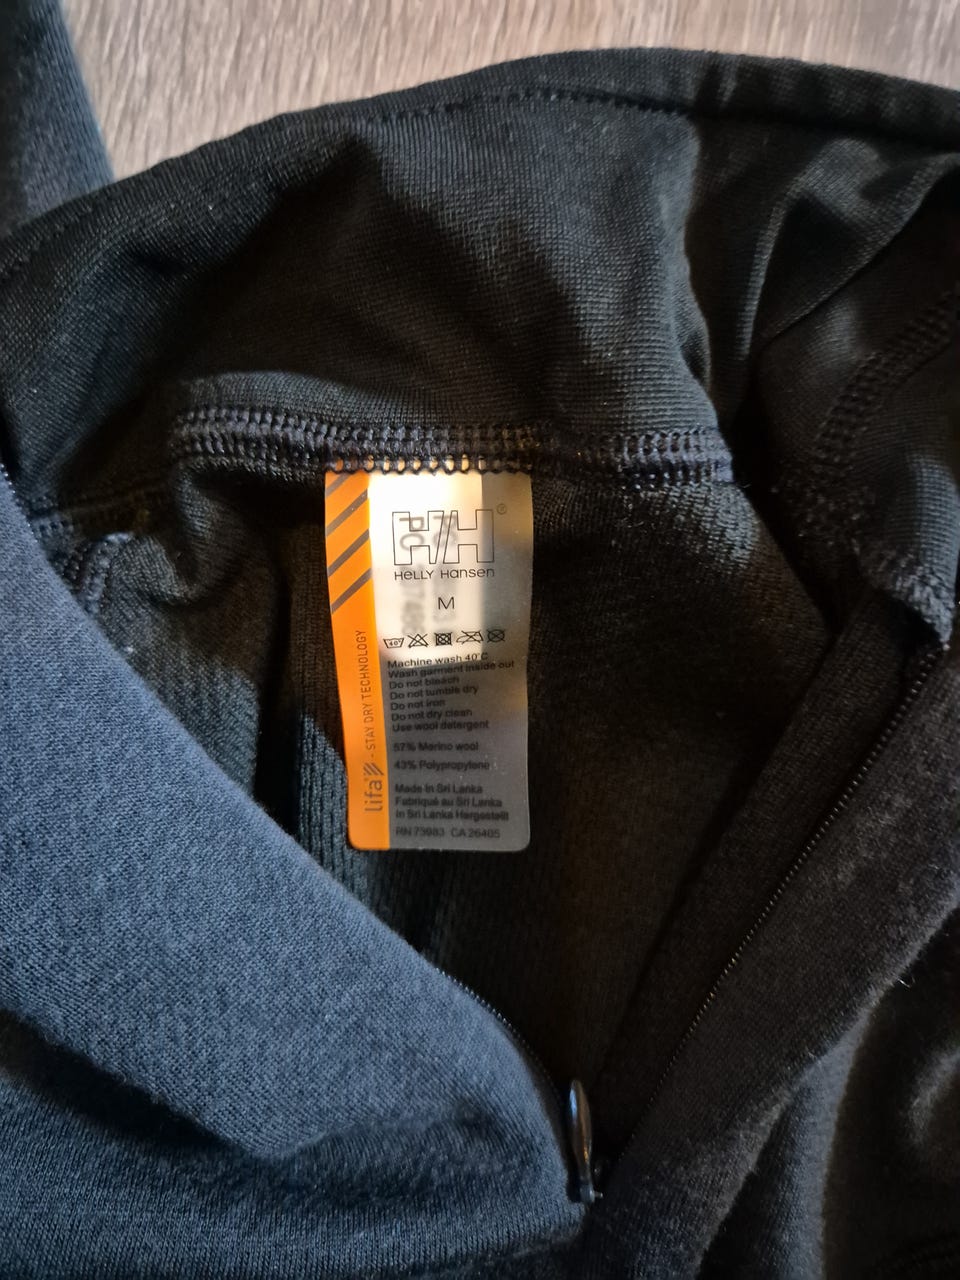 HH®
HELLY HANSEN
M
40°
Machine wash 40°C
Wash garment inside out
Do not bleach
Do not tumble dry
Do not iron
Do not dry clean
Use wool detergent
57% Merino wool
43% Polypropylene
Made in Sri Lanka
Fabriqué au Sri Lanka
In Sri Lanka Hergestellt
RN 73983 CA 26405
lifa® - STAY DRY TECHNOLOGY